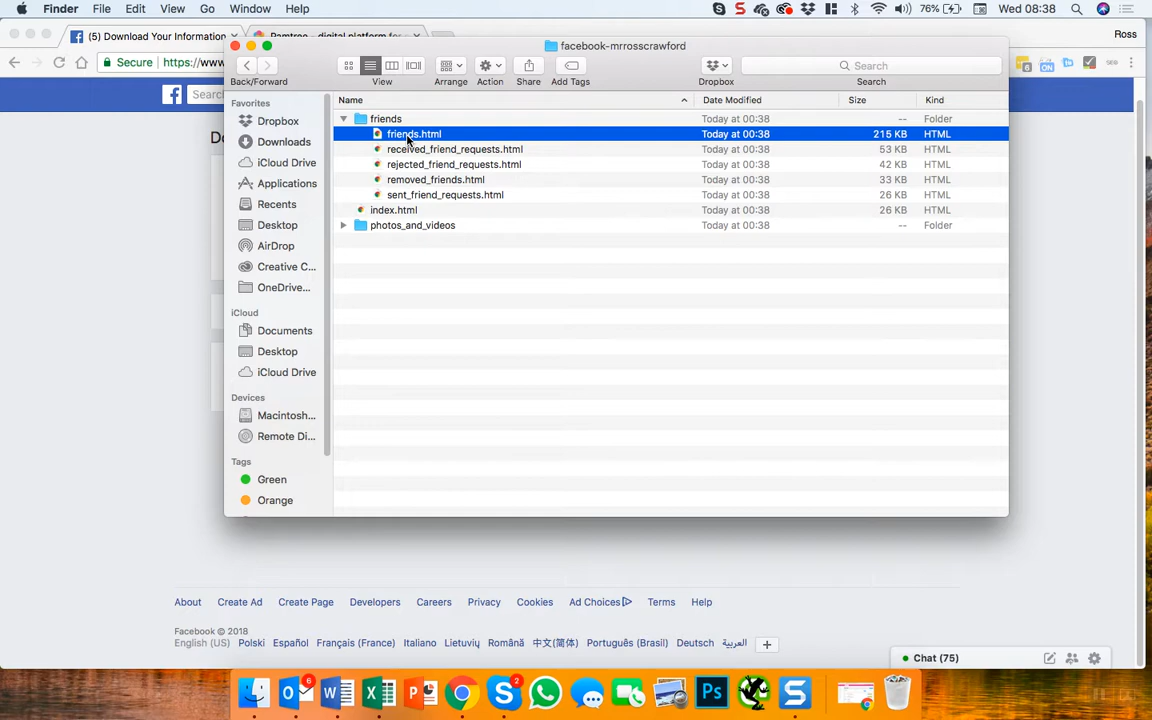 Finder File Edit View Go Window Help 76% Wed 08:38
(5) Download Your Information
Pamtree – digital platform for
Ross
Secure https://www
facebook-mrrosscrawford
Back/Forward View Arrange Action Share Add Tags Dropbox Search
Search
Name Date Modified Size Kind
friends Today at 00:38 -- Folder
friends.html Today at 00:38 215 KB HTML
received_friend_requests.html Today at 00:38 53 KB HTML
rejected_friend_requests.html Today at 00:38 42 KB HTML
removed_friends.html Today at 00:38 33 KB HTML
sent_friend_requests.html Today at 00:38 26 KB HTML
index.html Today at 00:38 26 KB HTML
photos_and_videos Today at 00:38 -- Folder
Favorites
Dropbox
Downloads
iCloud Drive
Applications
Recents
Desktop
AirDrop
Creative C...
OneDrive...
iCloud
Documents
Desktop
iCloud Drive
Devices
Macintosh...
Remote Di...
Tags
Green
Orange
About Create Ad Create Page Developers Careers Privacy Cookies Ad Choices Terms Help
Facebook © 2018
English (US) Polski Español Français (France) Italiano Lietuvių Română 中文(简体) Português (Brasil) Deutsch العربية
Chat (75)